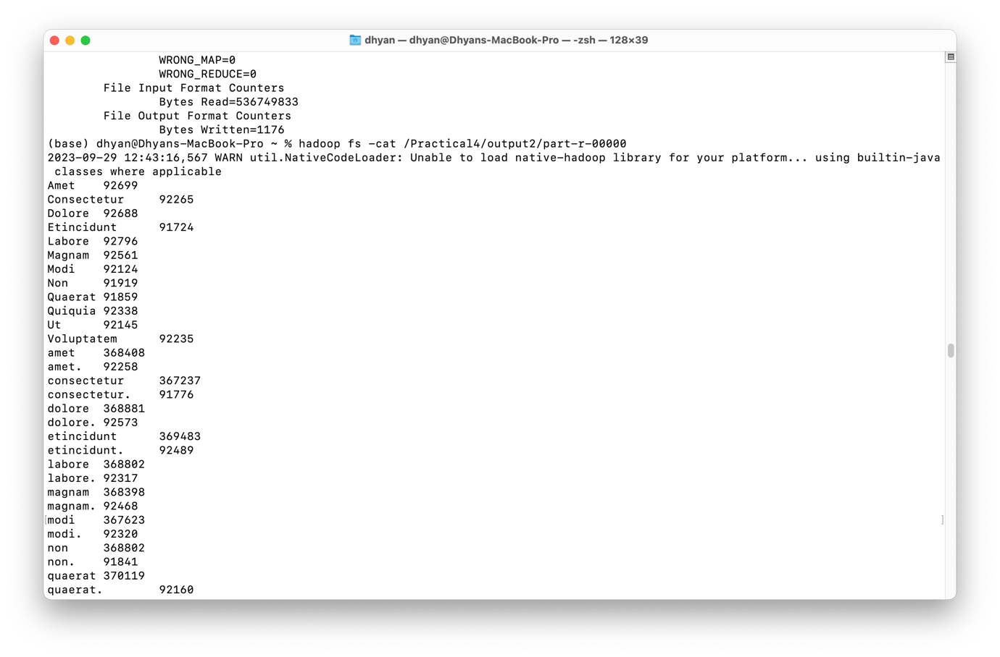 dhyan — dhyan@Dhyans-MacBook-Pro — -zsh — 128×39
WRONG_MAP=0
WRONG_REDUCE=0
File Input Format Counters
Bytes Read=536749833
File Output Format Counters
Bytes Written=1176
(base) dhyan@Dhyans-MacBook-Pro ~ % hadoop fs -cat /Practical4/output2/part-r-00000
2023-09-29 12:43:16,567 WARN util.NativeCodeLoader: Unable to load native-hadoop library for your platform... using builtin-java
classes where applicable
Amet 92699
Consectetur 92265
Dolore 92688
Etincidunt 91724
Labore 92796
Magnam 92561
Modi 92124
Non 91919
Quaerat 91859
Quiquia 92338
Ut 92145
Voluptatem 92235
amet 368408
amet. 92258
consectetur 367237
consectetur. 91776
dolore 368881
dolore. 92573
etincidunt 369483
etincidunt. 92489
labore 368802
labore. 92317
magnam 368398
magnam. 92468
[modi 367623 ]
modi. 92320
non 368802
non. 91841
quaerat 370119
quaerat. 92160